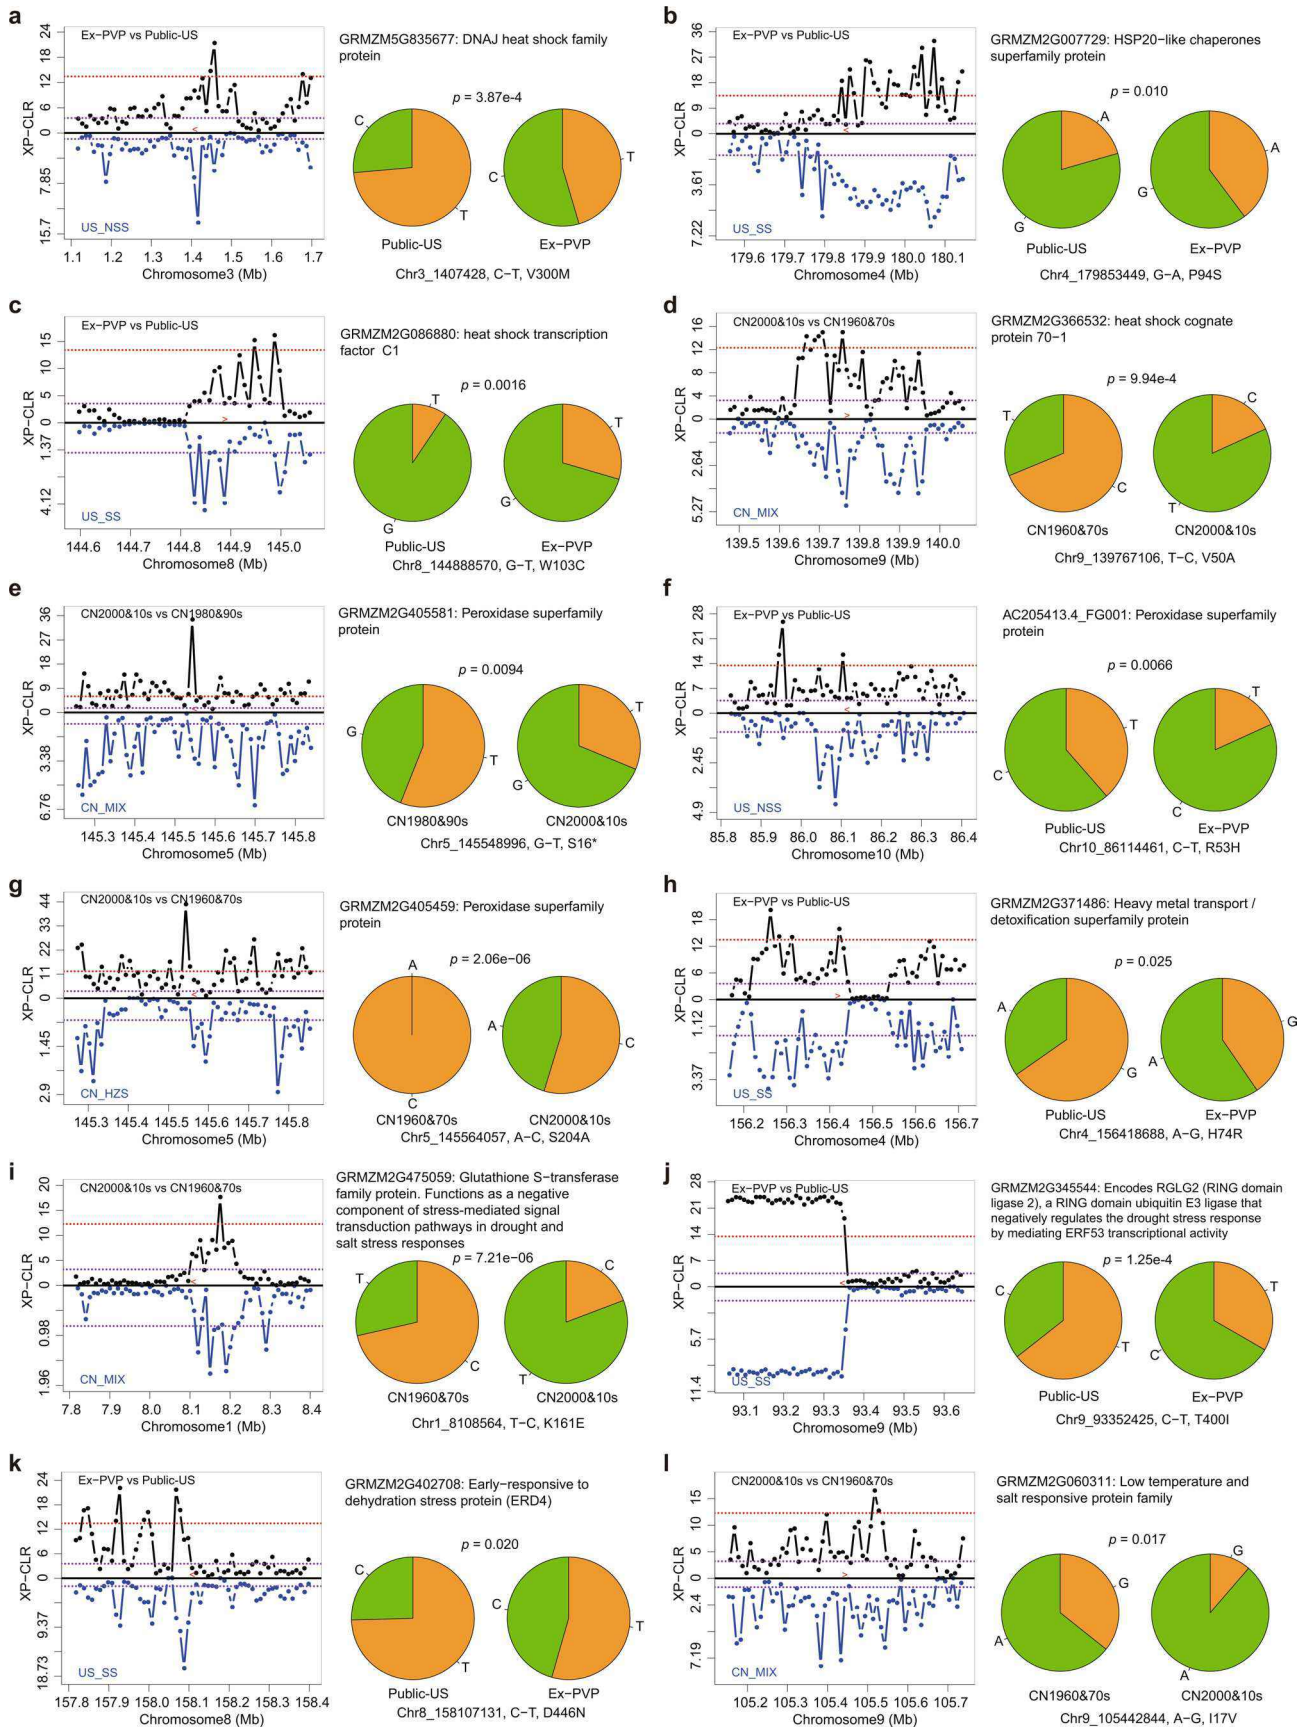 a
Ex−PVP vs Public−US
GRMZM5G835677: DNAJ heat shock family
protein
p = 3.87e-4
XP−CLR
24
18
12
6
0
7.85
15.7
US_NSS
1.1 1.2 1.3 1.4 1.5 1.6 1.7
Chromosome3 (Mb)
C
T
Public-US
C
T
Ex−PVP
Chr3_1407428, C−T, V300M
b
Ex−PVP vs Public−US
GRMZM2G007729: HSP20−like chaperones
superfamily protein
p = 0.010
XP−CLR
36
27
18
9
0
3.61
7.22
US_SS
179.6 179.7 179.8 179.9 180.0 180.1
Chromosome4 (Mb)
A
G
Public-US
A
G
Ex−PVP
Chr4_179853449, G−A, P94S
c
Ex−PVP vs Public−US
GRMZM2G086880: heat shock transcription
factor C1
p = 0.0016
XP−CLR
15
10
5
0
1.37
4.12
US_SS
144.6 144.7 144.8 144.9 145.0
Chromosome8 (Mb)
T
G
Public-US
T
G
Ex−PVP
Chr8_144888570, G−T, W103C
d
CN2000&10s vs CN1960&70s
GRMZM2G366532: heat shock cognate
protein 70−1
p = 9.94e-4
XP−CLR
16
12
8
4
0
2.64
5.27
CN_MIX
139.5 139.6 139.7 139.8 139.9 140.0
Chromosome9 (Mb)
T
C
CN1960&70s
C
T
CN2000&10s
Chr9_139767106, T−C, V50A
e
CN2000&10s vs CN1980&90s
GRMZM2G405581: Peroxidase superfamily
protein
p = 0.0094
XP−CLR
36
27
18
9
0
3.38
6.76
CN_MIX
145.3 145.4 145.5 145.6 145.7 145.8
Chromosome5 (Mb)
G
T
CN1980&90s
T
G
CN2000&10s
Chr5_145548996, G−T, S16*
f
Ex−PVP vs Public−US
AC205413.4_FG001: Peroxidase superfamily
protein
p = 0.0066
XP−CLR
28
21
14
7
0
2.45
4.9
US_NSS
85.8 85.9 86.0 86.1 86.2 86.3 86.4
Chromosome10 (Mb)
T
C
Public-US
T
C
Ex−PVP
Chr10_86114461, C−T, R53H
g
CN2000&10s vs CN1960&70s
GRMZM2G405459: Peroxidase superfamily
protein
p = 2.06e−06
XP−CLR
44
33
22
11
0
1.45
2.9
CN_HZS
145.3 145.4 145.5 145.6 145.7 145.8
Chromosome5 (Mb)
A
C
CN1960&70s
A
C
CN2000&10s
Chr5_145564057, A−C, S204A
h
Ex−PVP vs Public−US
GRMZM2G371486: Heavy metal transport /
detoxification superfamily protein
p = 0.025
XP−CLR
18
12
6
0
1.12
3.37
US_SS
156.2 156.3 156.4 156.5 156.6 156.7
Chromosome4 (Mb)
A
G
Public-US
G
A
Ex−PVP
Chr4_156418688, A−G, H74R
i
CN2000&10s vs CN1960&70s
GRMZM2G475059: Glutathione S−transferase
family protein. Functions as a negative
component of stress−mediated signal
transduction pathways in drought and
salt stress responses
p = 7.21e−06
XP−CLR
20
15
10
5
0
0.98
1.96
CN_MIX
7.8 7.9 8.0 8.1 8.2 8.3 8.4
Chromosome1 (Mb)
T
C
CN1960&70s
C
T
CN2000&10s
Chr1_8108564, T−C, K161E
j
Ex−PVP vs Public−US
GRMZM2G345544: Encodes RGLG2 (RING domain
ligase 2), a RING domain ubiquitin E3 ligase that
negatively regulates the drought stress response
by mediating ERF53 transcriptional activity
p = 1.25e-4
XP−CLR
28
21
14
7
0
5.7
11.4
US_SS
93.1 93.2 93.3 93.4 93.5 93.6
Chromosome9 (Mb)
C
T
Public-US
T
C
Ex−PVP
Chr9_93352425, C−T, T400I
k
Ex−PVP vs Public−US
GRMZM2G402708: Early−responsive to
dehydration stress protein (ERD4)
p = 0.020
XP−CLR
24
18
12
6
0
9.37
18.73
US_SS
157.8 157.9 158.0 158.1 158.2 158.3 158.4
Chromosome8 (Mb)
C
T
Public-US
C
T
Ex−PVP
Chr8_158107131, C−T, D446N
l
CN2000&10s vs CN1960&70s
GRMZM2G060311: Low temperature and
salt responsive protein family
p = 0.017
XP−CLR
15
10
5
0
2.4
7.19
CN_MIX
105.2 105.3 105.4 105.5 105.6 105.7
Chromosome9 (Mb)
G
A
CN1960&70s
G
A
CN2000&10s
Chr9_105442844, A−G, I17V